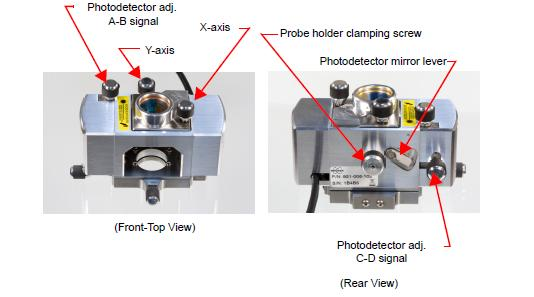 Photodetector adj.
A-B signal
Y-axis
X-axis
Probe holder clamping screw
Photodetector mirror lever
(Front-Top View)
Photodetector adj.
C-D signal
(Rear View)